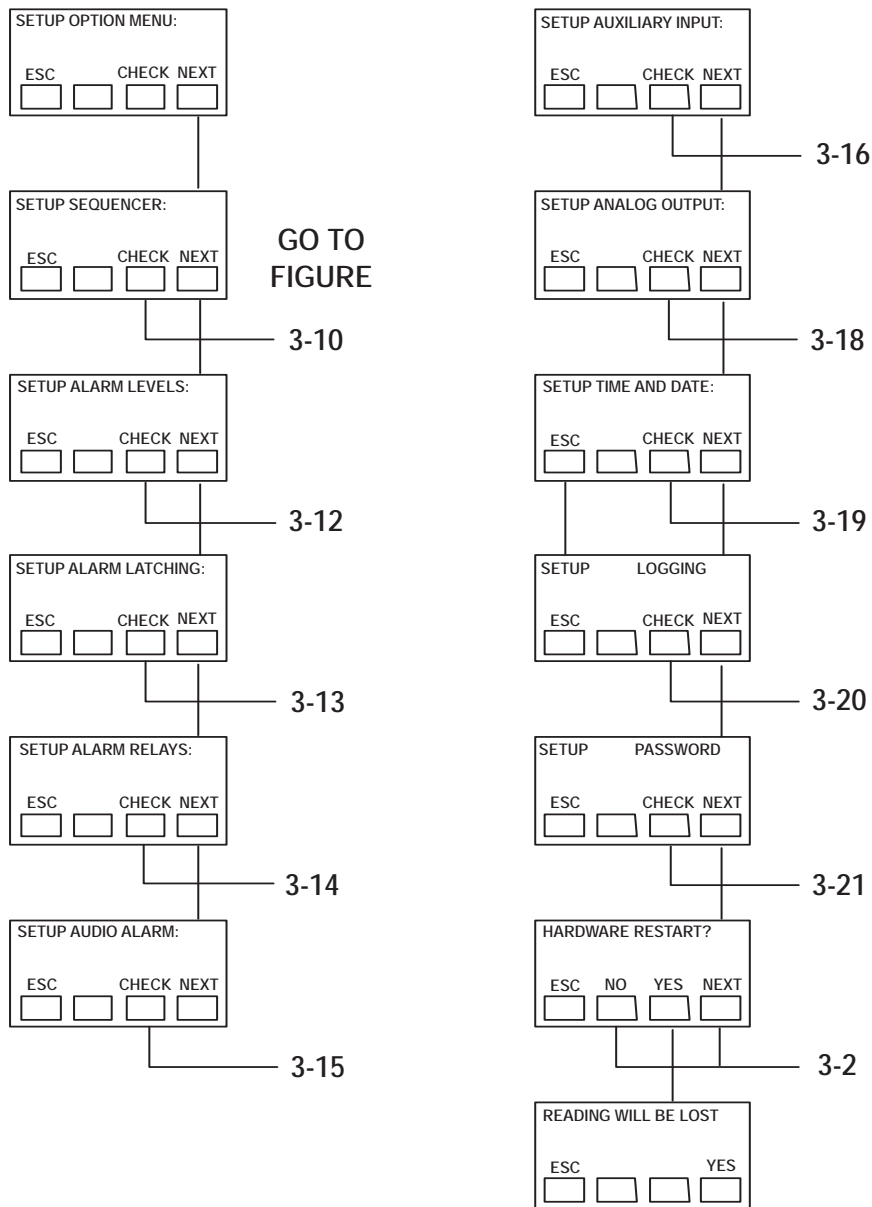 SETUP OPTION MENU:
ESC CHECK NEXT
SETUP SEQUENCER:
ESC CHECK NEXT
GO TO
FIGURE
3-10
SETUP ALARM LEVELS:
ESC CHECK NEXT
3-12
SETUP ALARM LATCHING:
ESC CHECK NEXT
3-13
SETUP ALARM RELAYS:
ESC CHECK NEXT
3-14
SETUP AUDIO ALARM:
ESC CHECK NEXT
3-15
SETUP AUXILIARY INPUT:
ESC CHECK NEXT
3-16
SETUP ANALOG OUTPUT:
ESC CHECK NEXT
3-18
SETUP TIME AND DATE:
ESC CHECK NEXT
3-19
SETUP LOGGING
ESC CHECK NEXT
3-20
SETUP PASSWORD
ESC CHECK NEXT
3-21
HARDWARE RESTART?
ESC NO YES NEXT
3-2
READING WILL BE LOST
ESC YES